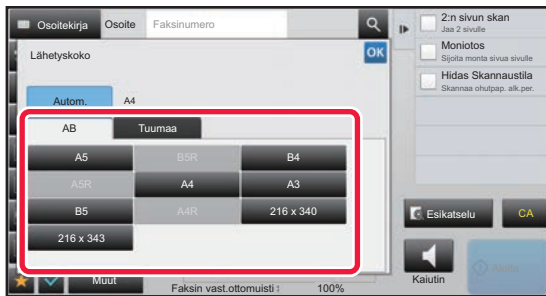 Osoitekirja Osoite Faksinumero
Lähetyskoko OK
Autom. A4
AB Tuumaa
A5 B5R B4
A5R A4 A3
B5 A4R 216 x 340
216 x 343
Muut Faksin vast.ottomuisti: 100%
2:n sivun skan
Jaa 2 sivulle
Moniotos
Sijoita monta sivua sivulle
Hidas Skannaustila
Skannaa ohutpap. alk.per.
Esikatselu CA
Kaiutin Aloita